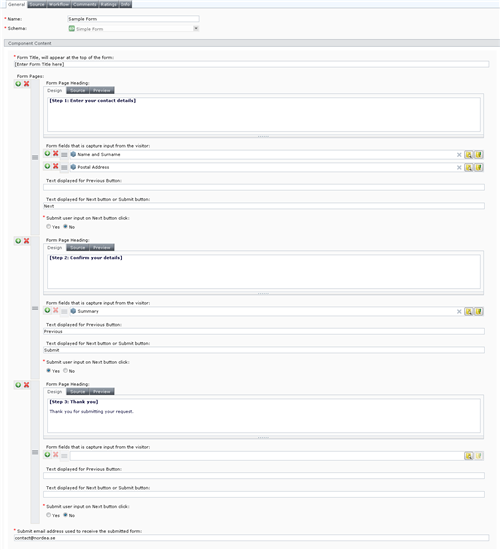 General Source Workflow Comments Ratings Info
* Name: Sample Form
* Schema: Simple Form
Component Content
* Form Title, will appear at the top of the form:
[Enter Form Title here]
Form Pages:
Form Page Heading:
Design Source Preview
[Step 1: Enter your contact details]
Form fields that is capture input from the visitor:
Name and Surname
Postal Address
Text displayed for Previous Button:
Text displayed for Next button or Submit button:
Next
* Submit user input on Next button click:
Yes No
Form Page Heading:
Design Source Preview
[Step 2: Confirm your details]
Form fields that is capture input from the visitor:
Summary
Text displayed for Previous Button:
Previous
Text displayed for Next button or Submit button:
Submit
* Submit user input on Next button click:
Yes No
Form Page Heading:
Design Source Preview
[Step 3: Thank you]
Thank you for submitting your request.
Form fields that is capture input from the visitor:
Text displayed for Previous Button:
Text displayed for Next button or Submit button:
* Submit user input on Next button click:
Yes No
* Submit email address used to receive the submitted form:
contact@nordea.se